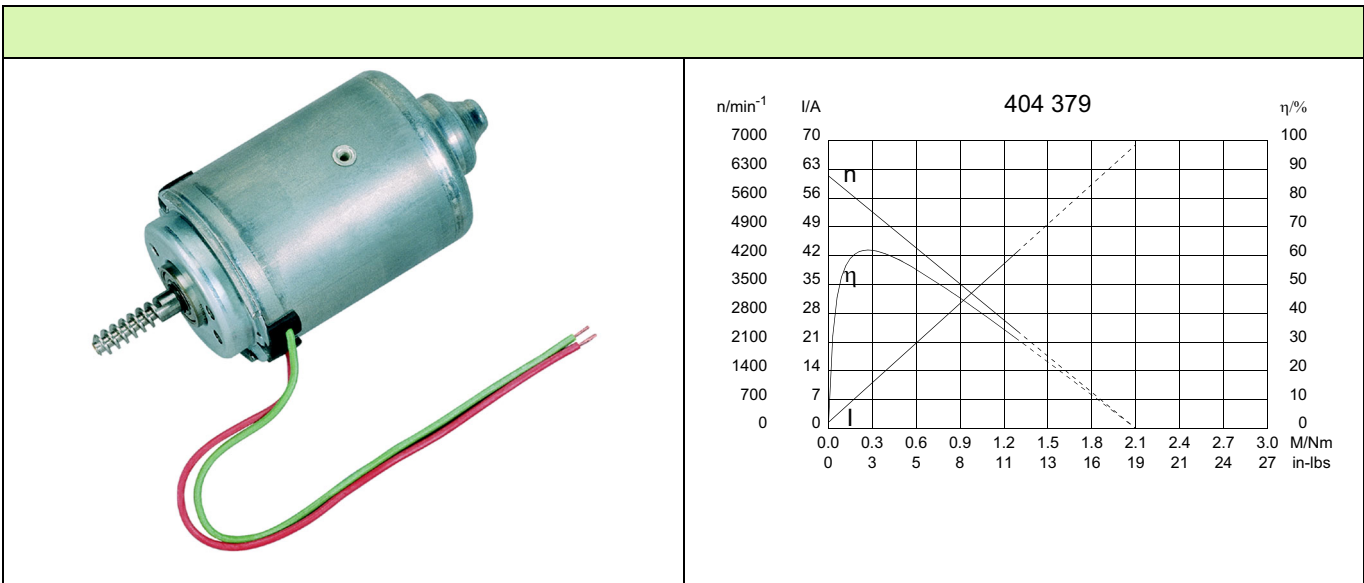 n/min-1 I/A 404 379 η/%
7000 70 100
6300 63 90
n
5600 56 80
4900 49 70
4200 42 60
η
3500 35 50
2800 28 40
2100 21 30
1400 14 20
700 7 10
I
0 0 0
0.0 0.3 0.6 0.9 1.2 1.5 1.8 2.1 2.4 2.7 3.0 M/Nm
0 3 5 8 11 13 16 19 21 24 27 in-lbs